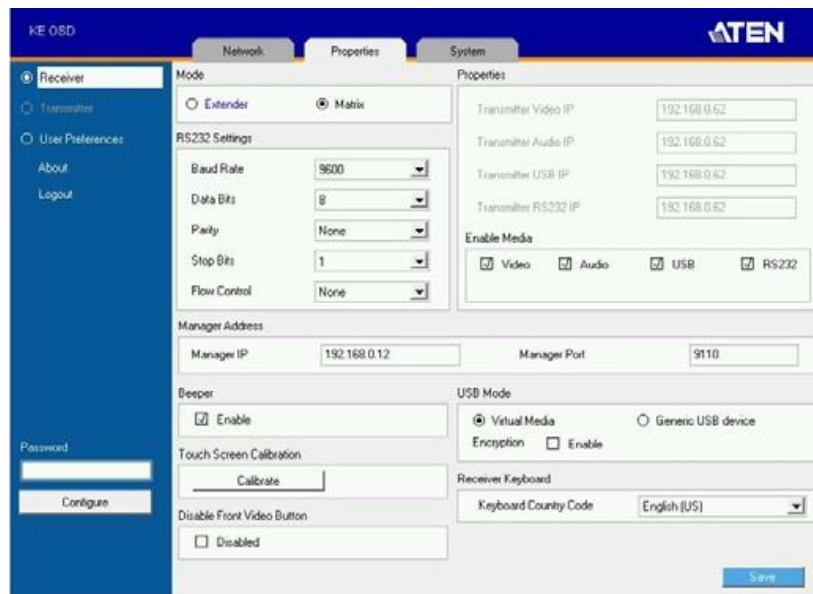 KE OSD
ATEN
Network
Properties
System
Receiver
Transmitter
User Preferences
About
Logout
Password
Configure
Mode
Extender
Matrix
RS232 Settings
Baud Rate
9600
Data Bits
8
Parity
None
Stop Bits
1
Flow Control
None
Properties
Transmitter Video IP
192.168.0.62
Transmitter Audio IP
192.168.0.62
Transmitter USB IP
192.168.0.62
Transmitter RS232 IP
192.168.0.62
Enable Media
Video
Audio
USB
RS232
Manager Address
Manager IP
192.168.0.12
Manager Port
9110
Beeper
Enable
Touch Screen Calibration
Calibrate
Disable Front Video Button
Disabled
USB Mode
Virtual Media
Generic USB device
Encryption
Enable
Receiver Keyboard
Keyboard Country Code
English (US)
Save